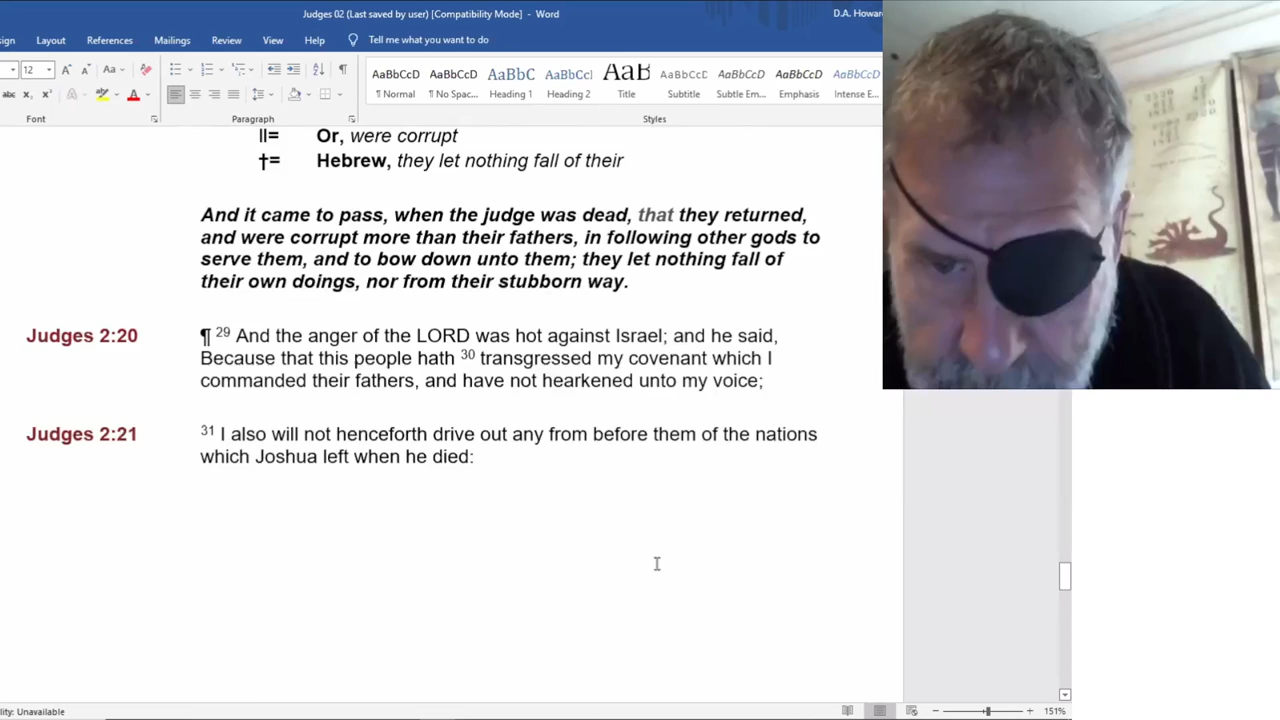 Judges 02 (Last saved by user) [Compatibility Mode] - Word
D.A. Howar
sign Layout References Mailings Review View Help Tell me what you want to do
12 Aa
abc x₂ x² A A
Font Paragraph Styles
AaBbCcD AaBbCcD AaBbC AaBbCcI AaB AaBbCcD AaBbCcD AaBbCcD AaBbCcD
¶ Normal ¶ No Spac... Heading 1 Heading 2 Title Subtitle Subtle Em... Emphasis Intense E...
||= Or, were corrupt
†= Hebrew, they let nothing fall of their
And it came to pass, when the judge was dead, that they returned,
and were corrupt more than their fathers, in following other gods to
serve them, and to bow down unto them; they let nothing fall of
their own doings, nor from their stubborn way.
Judges 2:20 ¶ 29 And the anger of the LORD was hot against Israel; and he said,
Because that this people hath 30 transgressed my covenant which I
commanded their fathers, and have not hearkened unto my voice;
Judges 2:21 31 I also will not henceforth drive out any from before them of the nations
which Joshua left when he died:
lity: Unavailable
151%